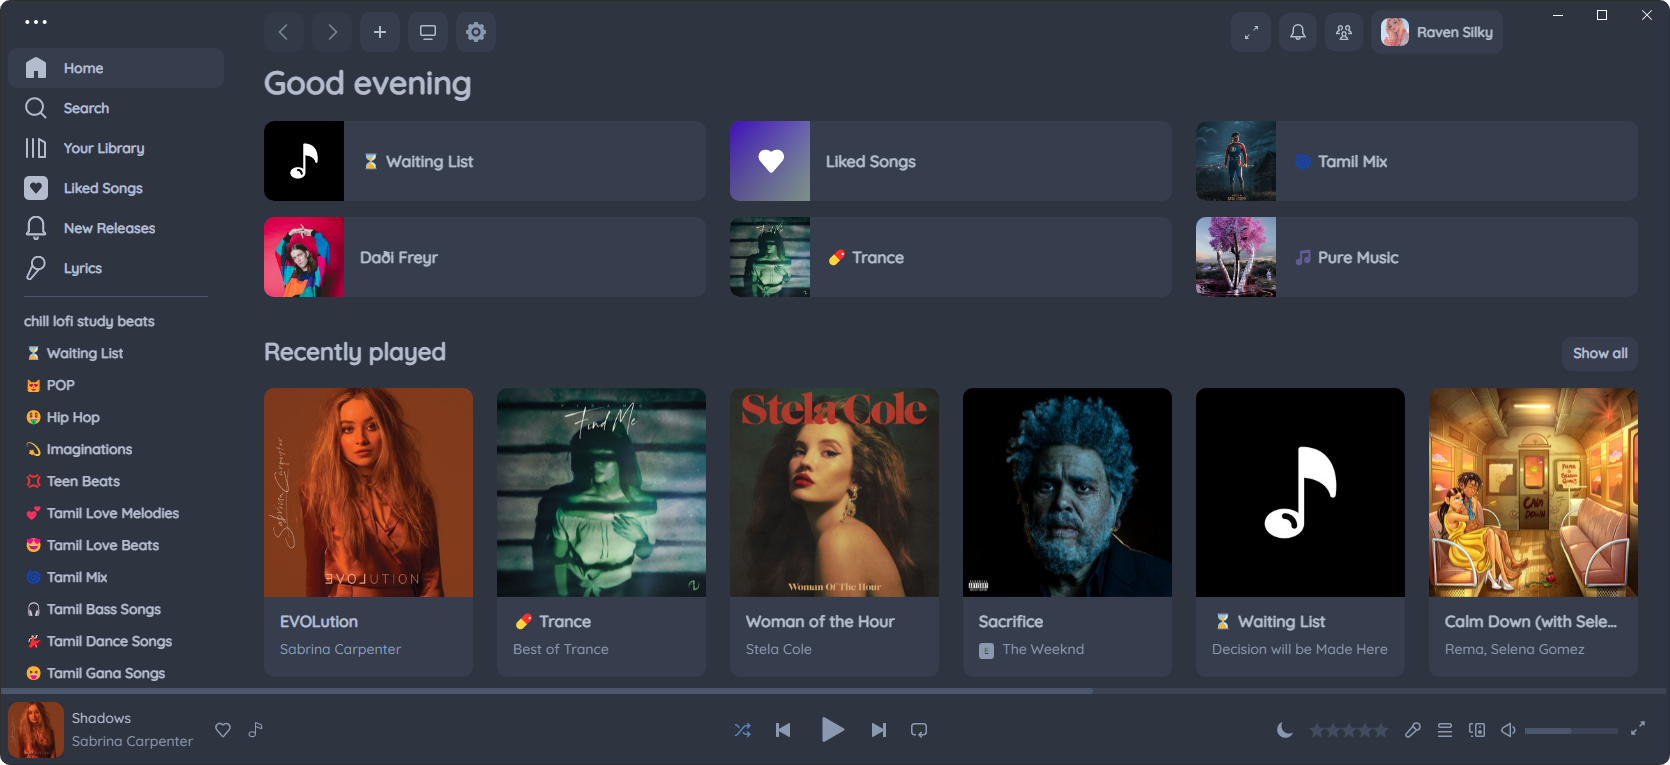 Raven Silky
Home
Search
Your Library
Liked Songs
New Releases
Lyrics
chill lofi study beats
⌛ Waiting List
😻 POP
🤑 Hip Hop
💫 Imaginations
💢 Teen Beats
💕 Tamil Love Melodies
😍 Tamil Love Beats
🌀 Tamil Mix
🎧 Tamil Bass Songs
💃 Tamil Dance Songs
😝 Tamil Gana Songs
Good evening
⌛ Waiting List
Liked Songs
🌀 Tamil Mix
Daði Freyr
💊 Trance
🎵 Pure Music
Recently played
Show all
Sabrina Carpenter
EVOLUTION
Find Me
Stela Cole
Woman Of The Hour
CALM
DOWN
EVOLution
Sabrina Carpenter
💊 Trance
Best of Trance
Woman of the Hour
Stela Cole
Sacrifice
E The Weeknd
⌛ Waiting List
Decision will be Made Here
Calm Down (with Sele...
Rema, Selena Gomez
Shadows
Sabrina Carpenter